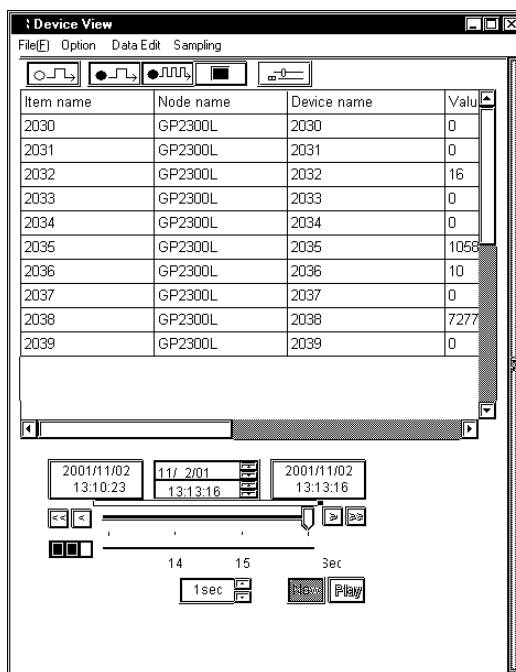 Device View
File(F) Option Data Edit Sampling
Item name Node name Device name Valu
2030 GP2300L 2030 0
2031 GP2300L 2031 0
2032 GP2300L 2032 16
2033 GP2300L 2033 0
2034 GP2300L 2034 0
2035 GP2300L 2035 1058
2036 GP2300L 2036 10
2037 GP2300L 2037 0
2038 GP2300L 2038 7277
2039 GP2300L 2039 0
2001/11/02 11/ 2/01 2001/11/02
13:10:23 13:13:16 13:13:16
<< < > >>
14 15 Sec
1sec Now Play